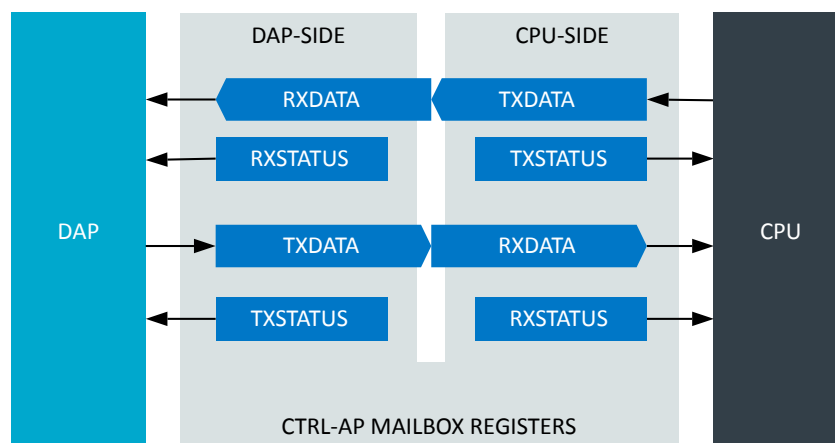 DAP-SIDE CPU-SIDE
RXDATA TXDATA
RXSTATUS TXSTATUS
DAP TXDATA RXDATA CPU
TXSTATUS RXSTATUS
CTRL-AP MAILBOX REGISTERS